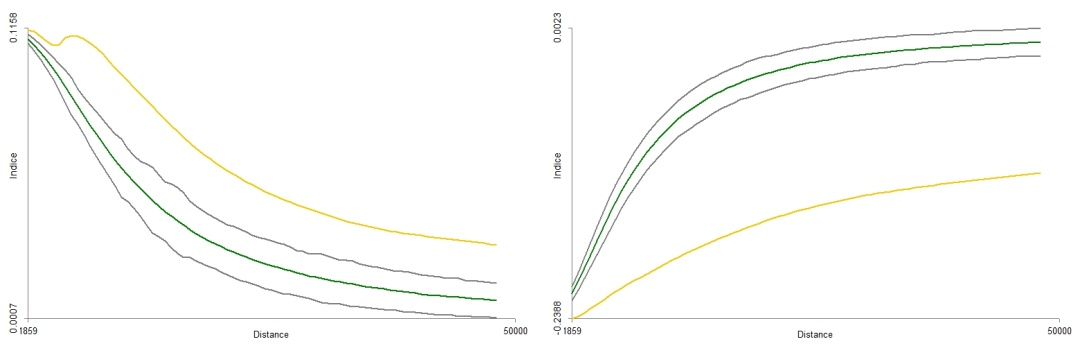 0.1158
Indice
0.0007
0.1859
Distance
50000
0.0023
Indice
-0.2388
-0.1859
Distance
50000